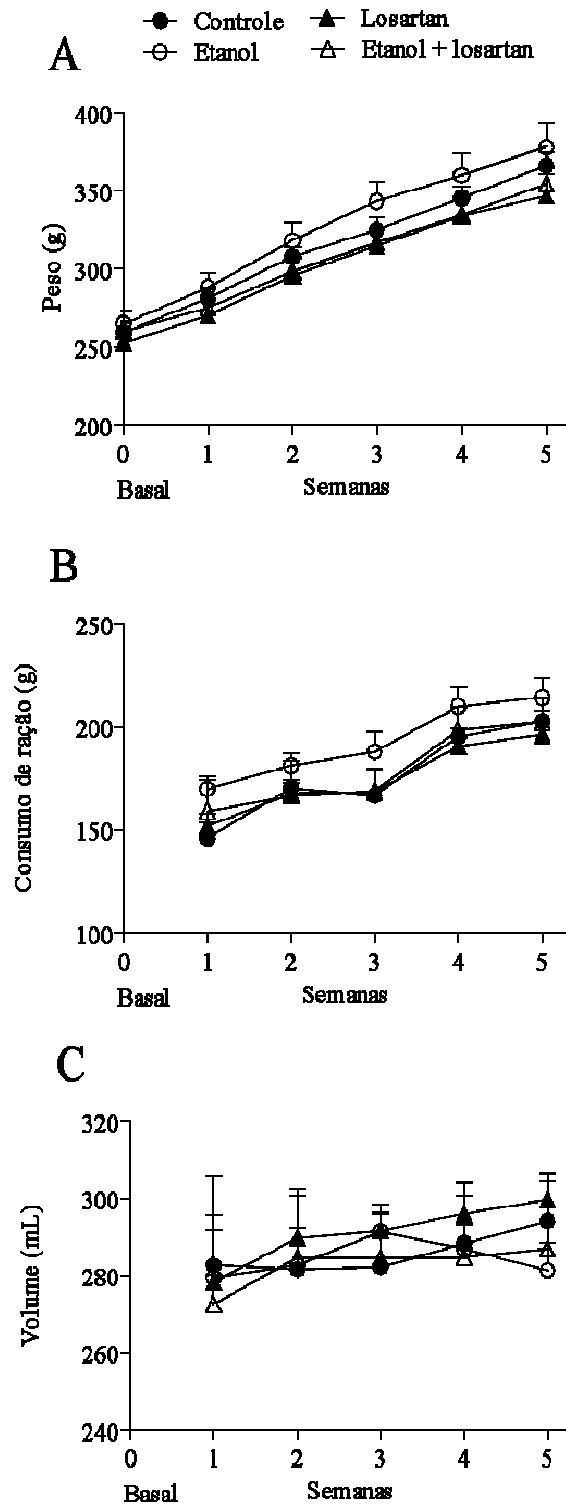 Controle Losartan
A Etanol Etanol + losartan
400
350
300
250
200
Peso (g)
0 1 2 3 4 5
Basal Semanas
B
250
200
150
100
Consumo de ração (g)
0 1 2 3 4 5
Basal Semanas
C
320
300
280
260
240
Volume (mL)
0 1 2 3 4 5
Basal Semanas